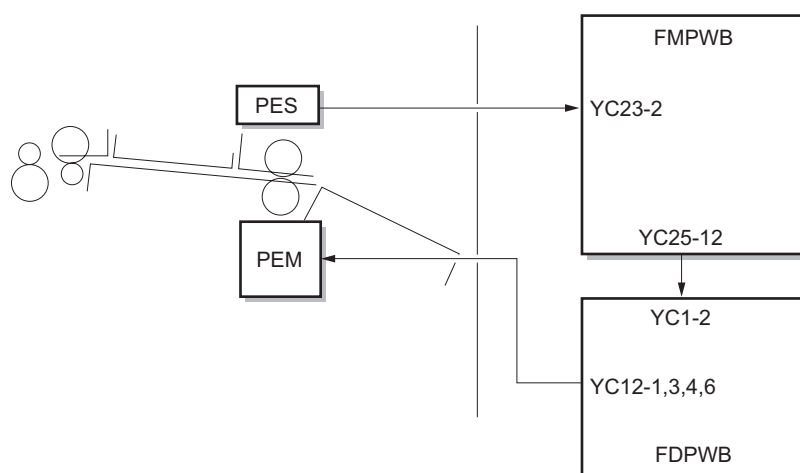 FMPWB
PES
YC23-2
YC25-12
PEM
YC1-2
YC12-1,3,4,6
FDPWB